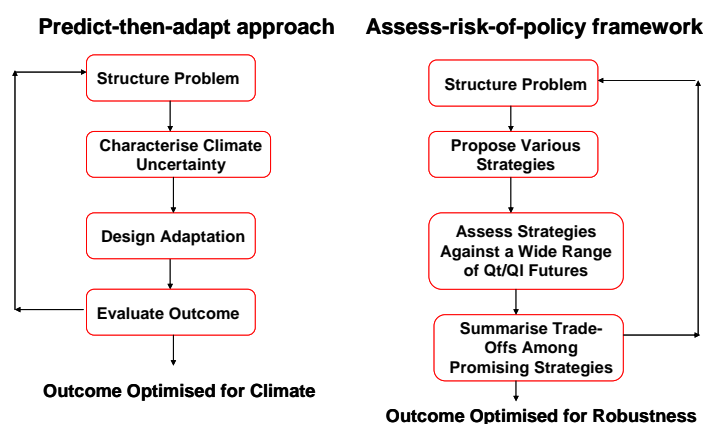 Predict-then-adapt approach
Structure Problem
Characterise Climate
Uncertainty
Design Adaptation
Evaluate Outcome
Outcome Optimised for Climate
Assess-risk-of-policy framework
Structure Problem
Propose Various
Strategies
Assess Strategies
Against a Wide Range
of Qt/Ql Futures
Summarise Trade-
Offs Among
Promising Strategies
Outcome Optimised for Robustness